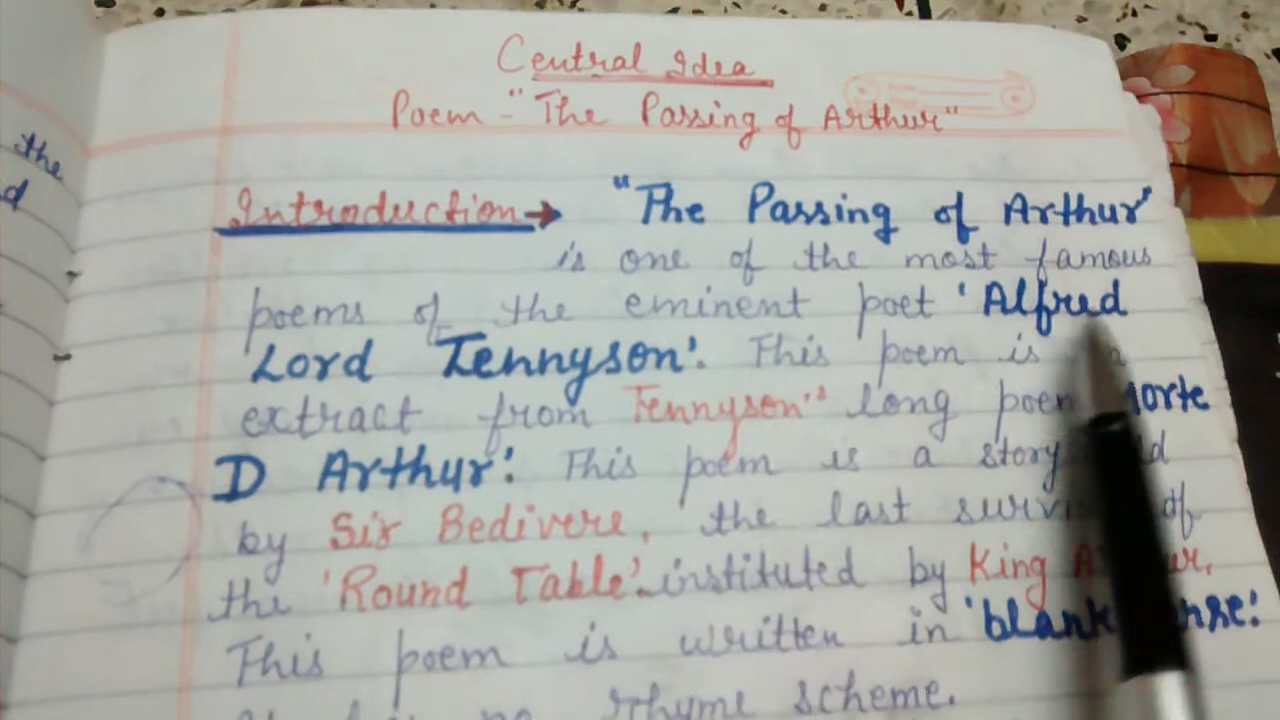 the
d
Central Idea
Poem - "The Passing of Arthur"
Introduction → "The Passing of Arthur'
is one of the most famous
poems of the eminent poet 'Alfred
Lord Tennyson'. This poem is
extract from Tennyson's long poem
D Arthur'. This poem is a story
by Sir Bedivere, the last of
the 'Round Table' instituted by King
This poem is written in 'blank
no rhyme scheme.